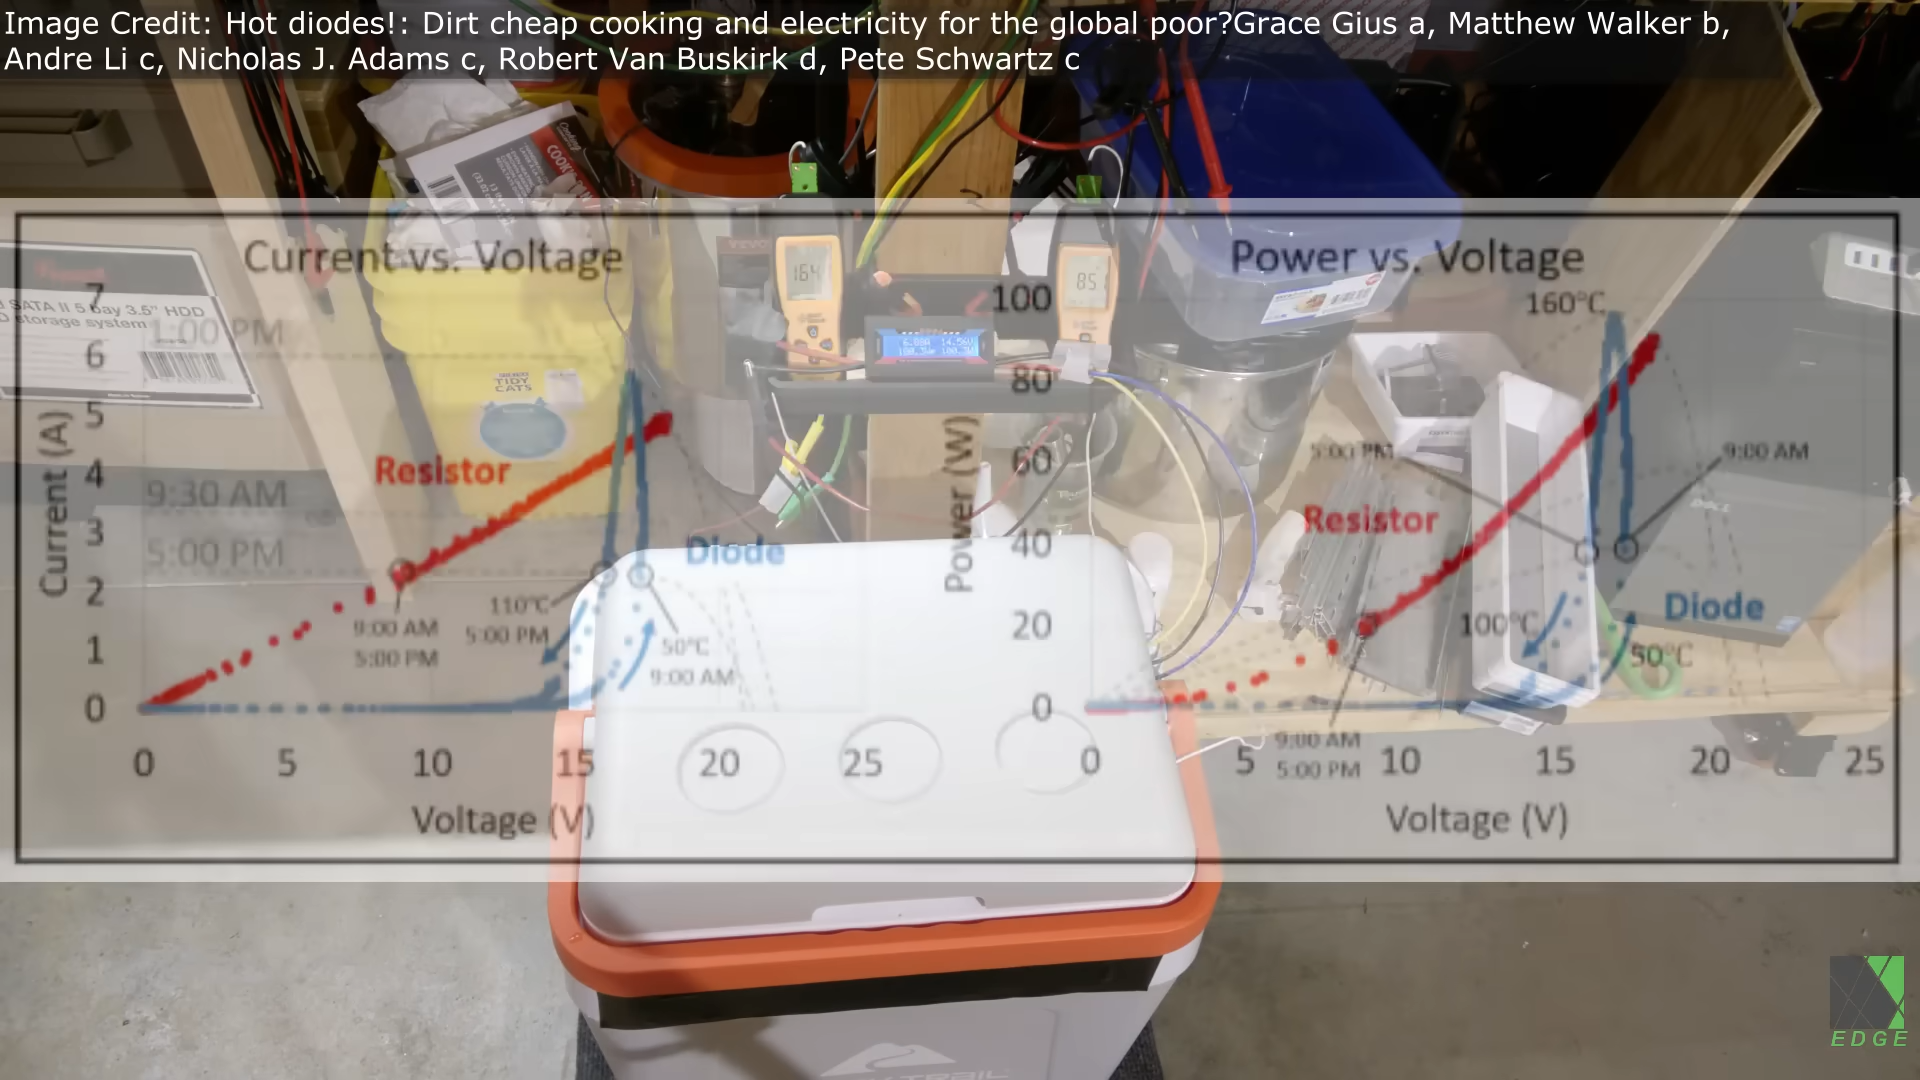 Image Credit: Hot diodes!: Dirt cheap cooking and electricity for the global poor?Grace Gius a, Matthew Walker b,
Andre Li c, Nicholas J. Adams c, Robert Van Buskirk d, Pete Schwartz c
Current vs. Voltage
7
6
5
4
3
2
1
0
Current (A)
1:00 PM
9:30 AM
5:00 PM
Resistor
Diode
9:00 AM
5:00 PM
110°C
5:00 PM
50°C
9:00 AM
0 5 10 15 20 25
Voltage (V)
Power vs. Voltage
100
80
60
40
20
0
Power (W)
160°C
5:00 PM
9:00 AM
Resistor
Diode
100°C
50°C
9:00 AM
5:00 PM
0 5 10 15 20 25
Voltage (V)
SATA II 5 bay 3.5" HDD
storage system
TIDY
CATS
164
851
EDGE